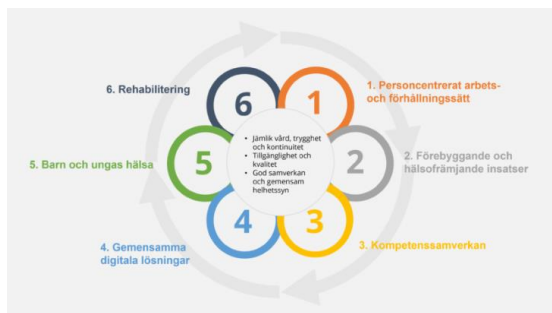 6. Rehabilitering
6
1
1. Personcentrerat arbets-
och förhållningssätt
5. Barn och ungas hälsa
5
• Jämlik vård, trygghet
och kontinuitet
• Tillgänglighet och
kvalitet
• God samverkan
och gemensam
helhetssyn
2
2. Förebyggande och
hälsofrämjande insatser
4. Gemensamma
digitala lösningar
4
3
3. Kompetenssamverkan